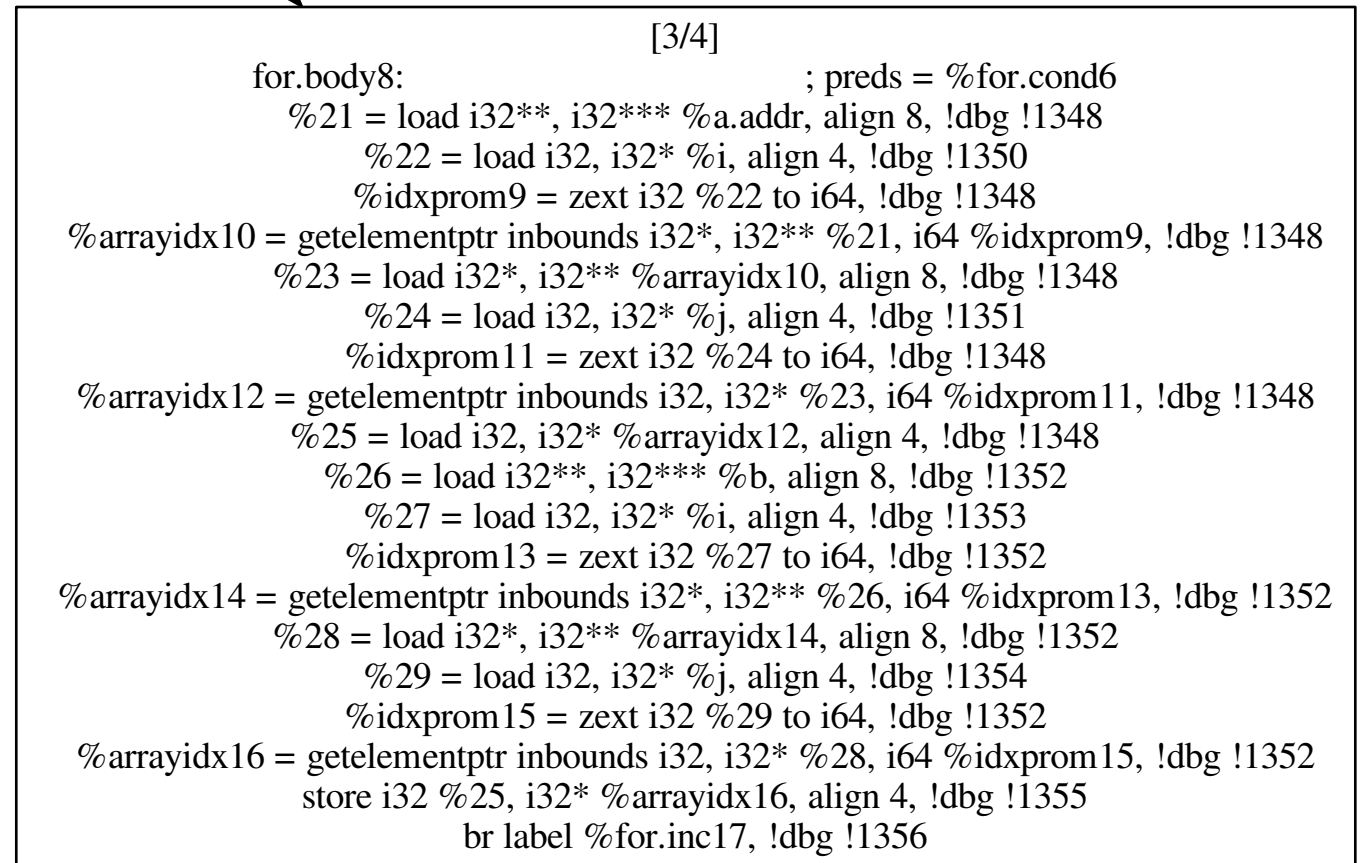 [3/4]
for.body8: ; preds = %for.cond6
%21 = load i32**, i32*** %a.addr, align 8, !dbg !1348
%22 = load i32, i32* %i, align 4, !dbg !1350
%idxprom9 = zext i32 %22 to i64, !dbg !1348
%arrayidx10 = getelementptr inbounds i32*, i32** %21, i64 %idxprom9, !dbg !1348
%23 = load i32*, i32** %arrayidx10, align 8, !dbg !1348
%24 = load i32, i32* %j, align 4, !dbg !1351
%idxprom11 = zext i32 %24 to i64, !dbg !1348
%arrayidx12 = getelementptr inbounds i32, i32* %23, i64 %idxprom11, !dbg !1348
%25 = load i32, i32* %arrayidx12, align 4, !dbg !1348
%26 = load i32**, i32*** %b, align 8, !dbg !1352
%27 = load i32, i32* %i, align 4, !dbg !1353
%idxprom13 = zext i32 %27 to i64, !dbg !1352
%arrayidx14 = getelementptr inbounds i32*, i32** %26, i64 %idxprom13, !dbg !1352
%28 = load i32*, i32** %arrayidx14, align 8, !dbg !1352
%29 = load i32, i32* %j, align 4, !dbg !1354
%idxprom15 = zext i32 %29 to i64, !dbg !1352
%arrayidx16 = getelementptr inbounds i32, i32* %28, i64 %idxprom15, !dbg !1352
store i32 %25, i32* %arrayidx16, align 4, !dbg !1355
br label %for.inc17, !dbg !1356